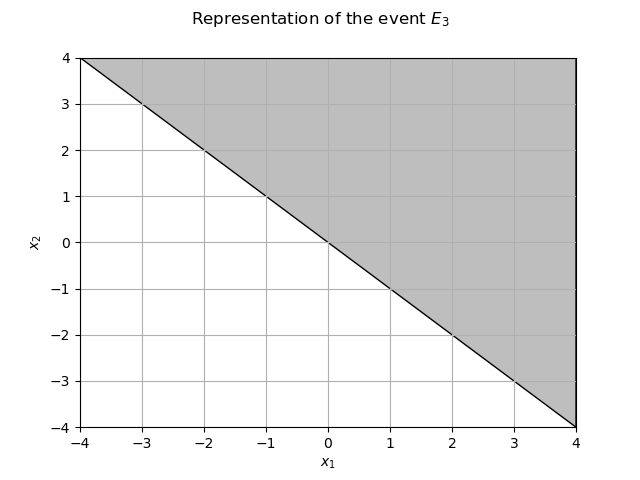 Representation of the event E₃
4
3
2
1
0
−1
−2
−3
−4
x₂
−4 −3 −2 −1 0 1 2 3 4
x₁